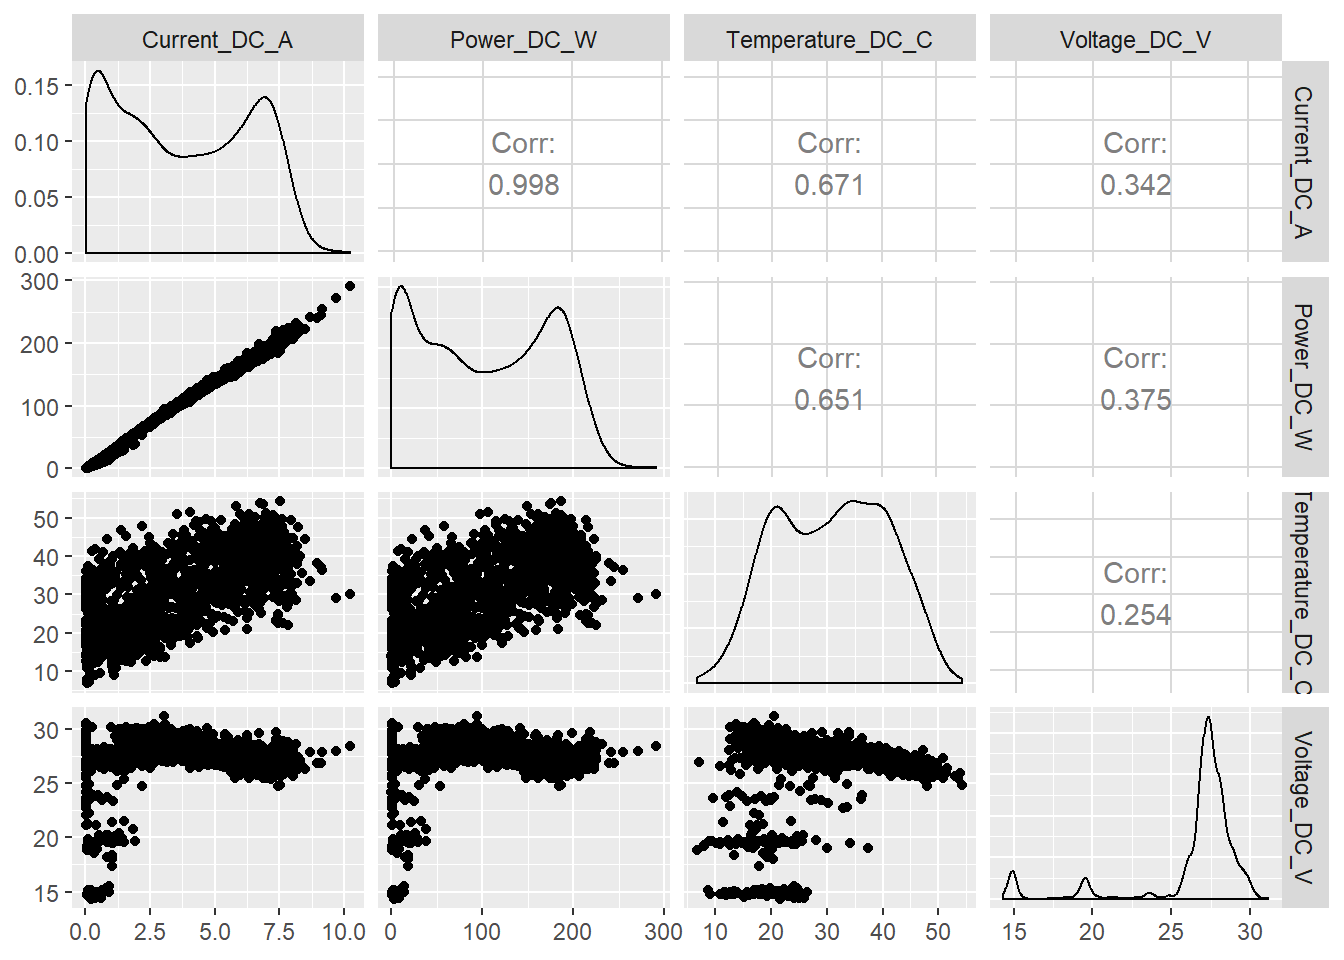 Current_DC_A Power_DC_W Temperature_DC_C Voltage_DC_V
0.15
0.10
0.05
0.00
Corr:
0.998
Corr:
0.671
Corr:
0.342
Current_DC_A
300
200
100
0
Corr:
0.651
Corr:
0.375
Power_DC_W
50
40
30
20
10
Corr:
0.254
Temperature_DC_C
30
25
20
15
Voltage_DC_V
0.0 2.5 5.0 7.5 10.0 0 100 200 300 10 20 30 40 50 15 20 25 30